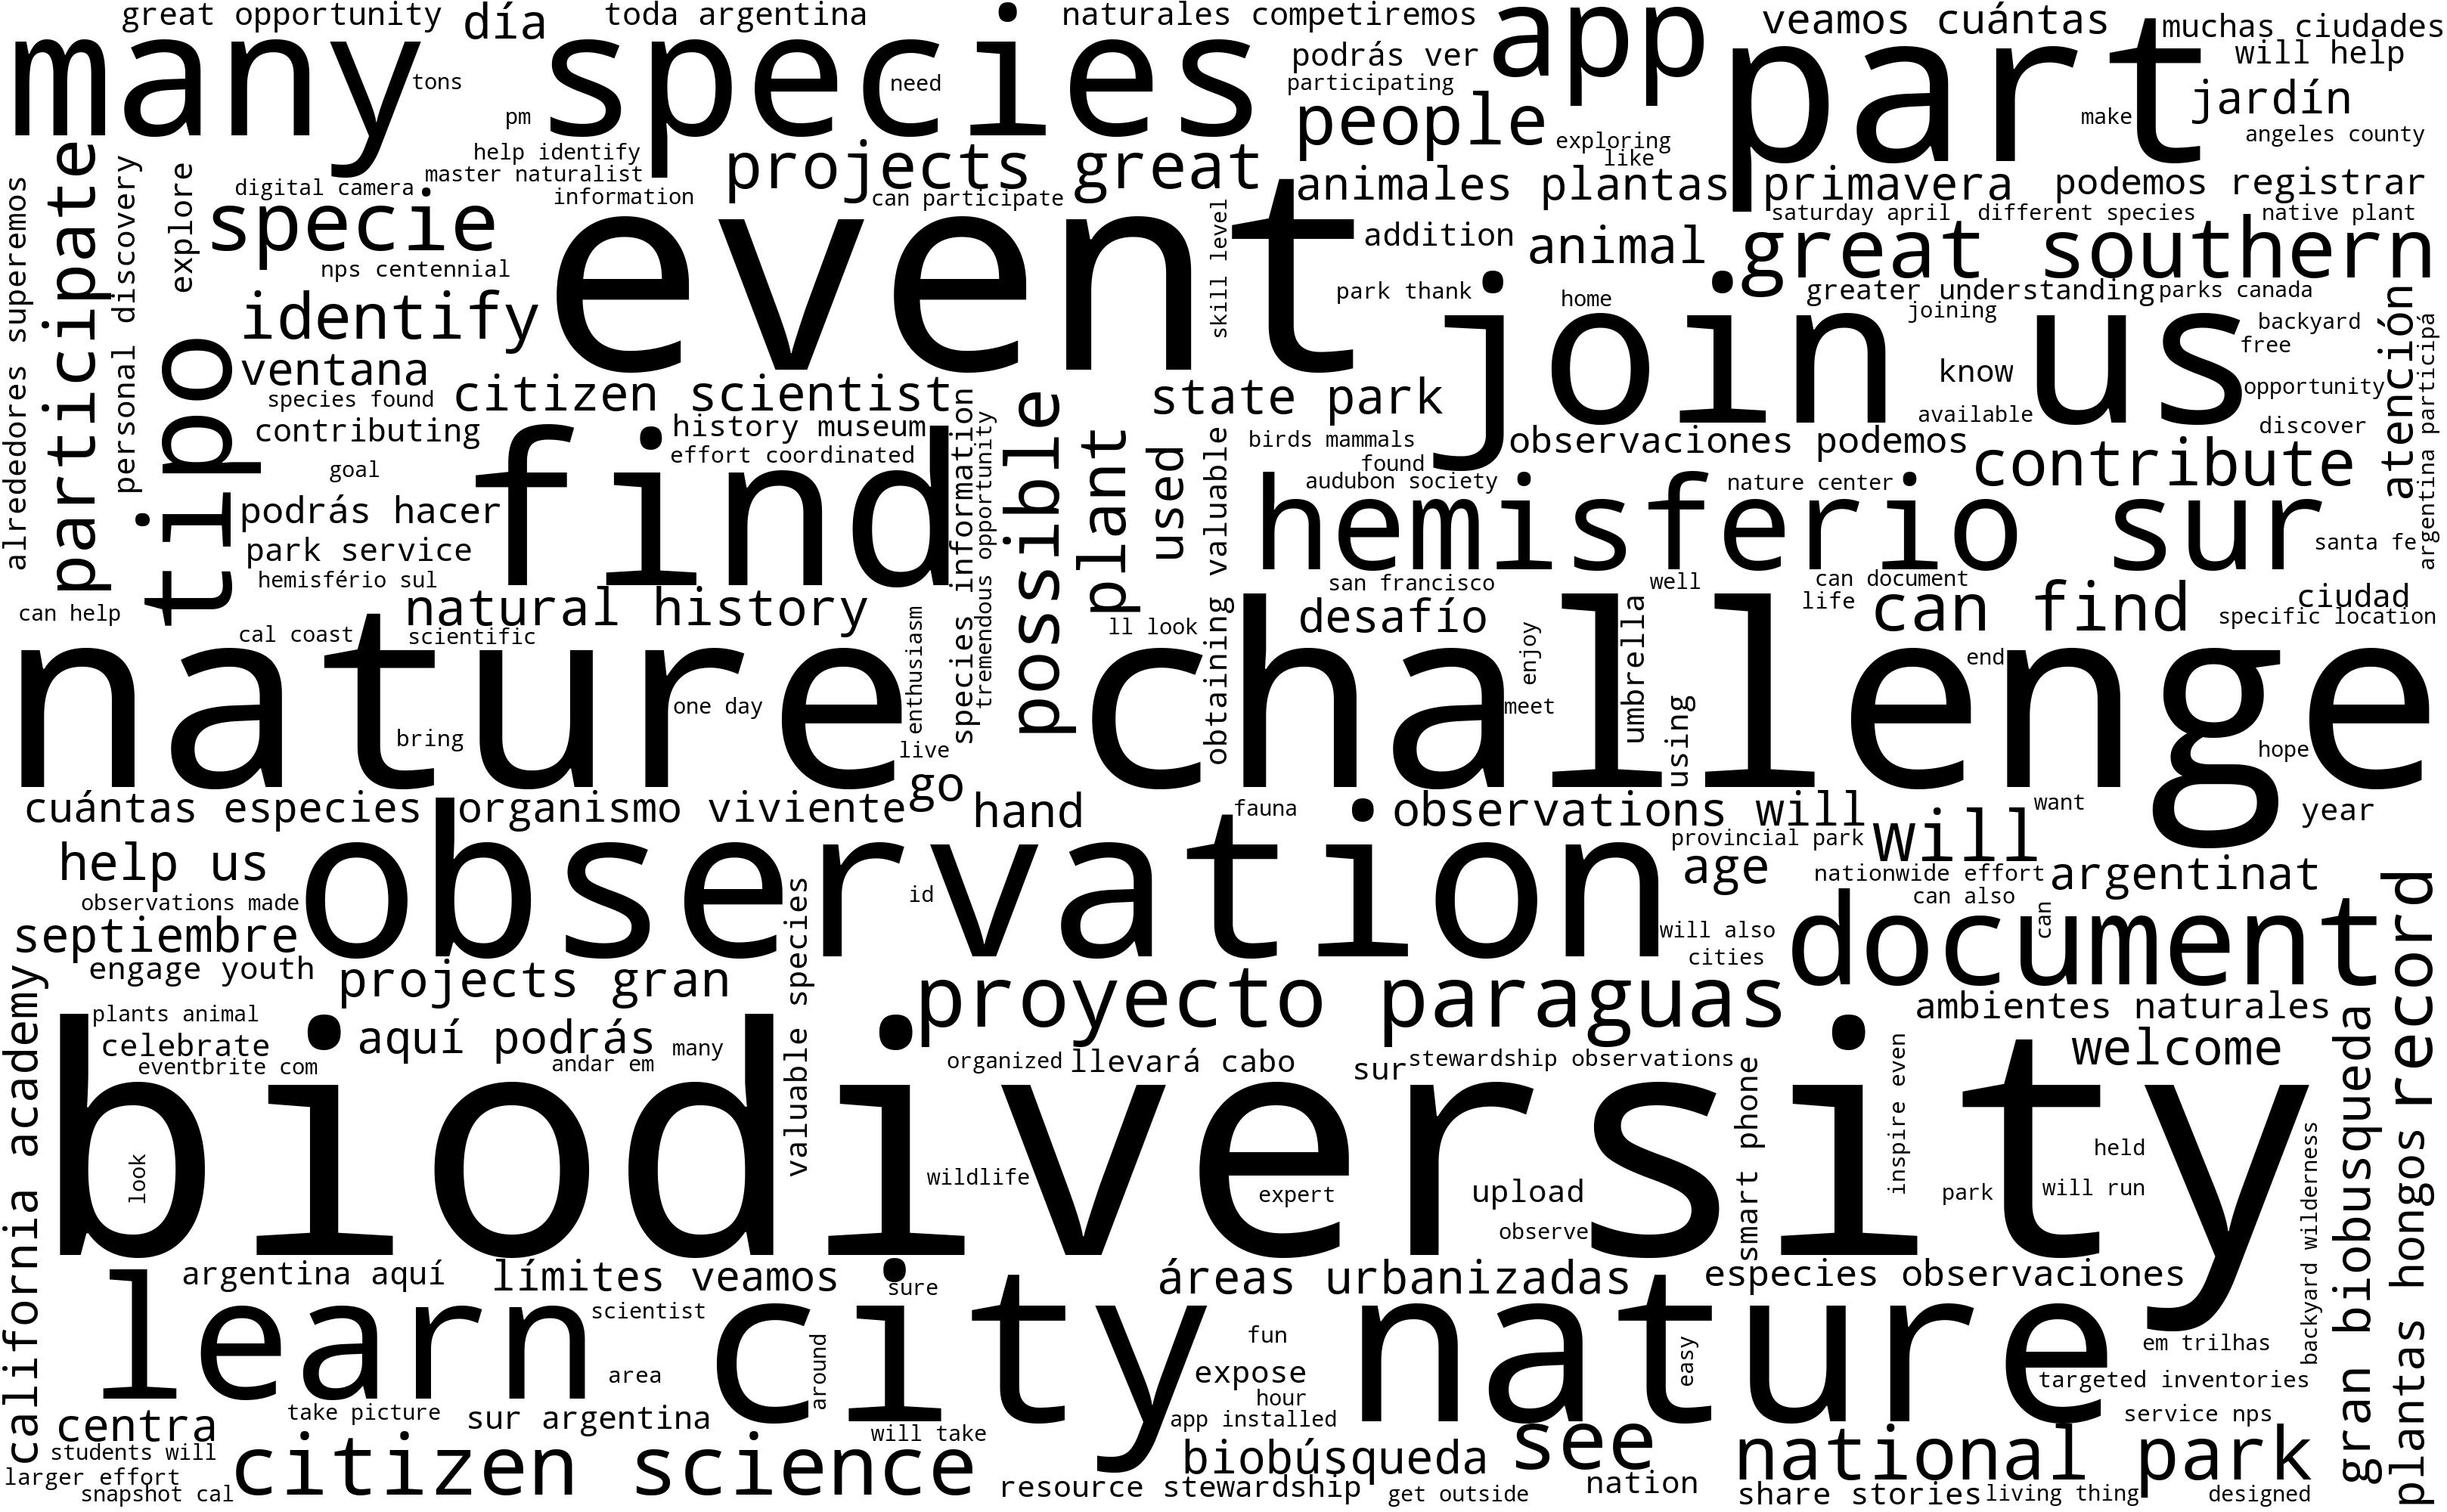 great opportunity
día
toda argentina
naturales competiremos
app
veamos cuántas
muchas ciudades
many species
part
podrás ver
will help
tons
need
participating
people
jardín
pm
make
exploring
angeles county
help identify
like
participate
projects great
master naturalist
digital camera
information
can participate
animales plantas
primavera
podemos registrar
explore
personal discovery
alrededores superemos
specie
event
skill level
saturday april
different species
native plant
addition
animal
great southern
nps centennial
identify
park thank
home
greater understanding
parks canada
joining
join us
backyard
free
atención
argentina participá
tipo
ventana
citizen scientist
species found
state park
know
opportunity
available
discover
contributing
history museum
effort coordinated
find
species information
tremendous opportunity
possible
plant
used
obtaining valuable
birds mammals
found
observaciones podemos
contribute
goal
audubon society
nature center
hemisferio sur
podrás hacer
park service
santa fe
hemisfério sul
can help
natural history
san francisco
well
can document
life
can find
ciudad
specific location
cal coast
scientific
ll look
desafío
nature
enthusiasm
challenge
enjoy
umbrella
end
one day
meet
bring
live
using
hope
go
cuántas especies
organismo viviente
hand
fauna
observations will
want
year
provincial park
will
help us
observation
age
nationwide effort
argentinat
can also
observations made
id
document
can
record
septiembre
will also
cities
engage youth
projects gran
valuable species
proyecto paraguas
ambientes naturales
plants animal
celebrate
aquí podrás
many
eventbrite com
andar em
organized
llevará cabo
sur
stewardship observations
welcome
california academy
biodiversity
smart phone
inspire even
gran biobusqueda
plantas hongos
look
wildlife
expert
upload
observe
held
park
will run
backyard wilderness
argentina aquí
límites veamos
sure
áreas urbanizadas
especies observaciones
learn
scientist
city nature
around
fun
easy
em trilhas
area
expose
hour
targeted inventories
centra
take picture
sur argentina
app installed
service nps
will take
see
students will
citizen science
biobúsqueda
national park
larger effort
snapshot cal
resource stewardship
get outside
nation
share stories
living thing
designed